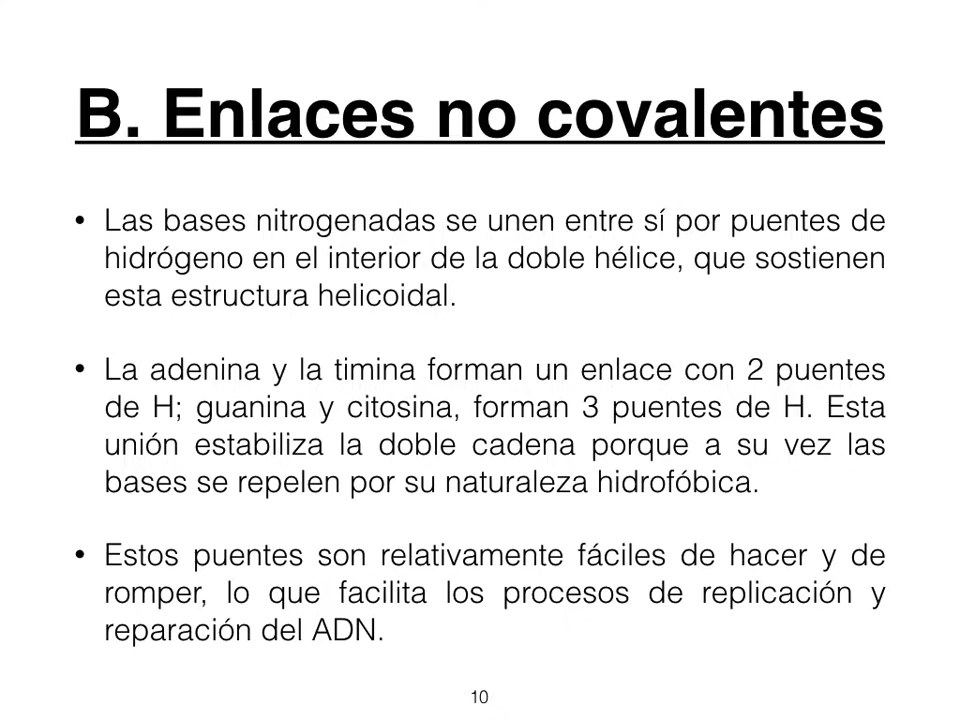 B. Enlaces no covalentes
• Las bases nitrogenadas se unen entre sí por puentes de
hidrógeno en el interior de la doble hélice, que sostienen
esta estructura helicoidal.
• La adenina y la timina forman un enlace con 2 puentes
de H; guanina y citosina, forman 3 puentes de H. Esta
unión estabiliza la doble cadena porque a su vez las
bases se repelen por su naturaleza hidrofóbica.
• Estos puentes son relativamente fáciles de hacer y de
romper, lo que facilita los procesos de replicación y
reparación del ADN.
10